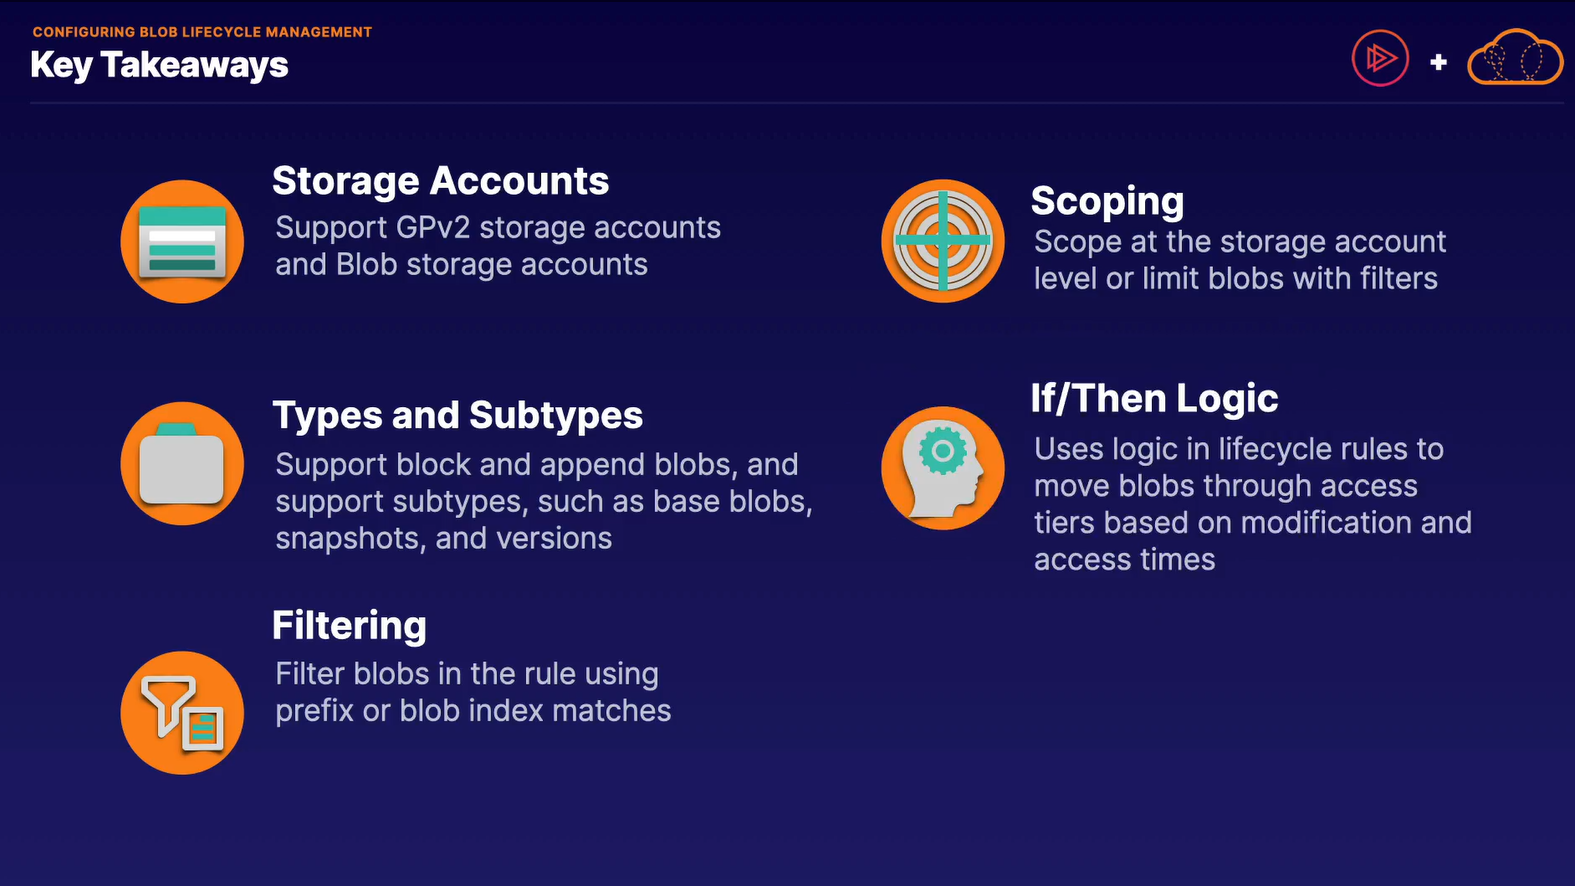 CONFIGURING BLOB LIFECYCLE MANAGEMENT
Key Takeaways
+
Storage Accounts
Support GPv2 storage accounts
and Blob storage accounts
Types and Subtypes
Support block and append blobs, and
support subtypes, such as base blobs,
snapshots, and versions
Filtering
Filter blobs in the rule using
prefix or blob index matches
Scoping
Scope at the storage account
level or limit blobs with filters
If/Then Logic
Uses logic in lifecycle rules to
move blobs through access
tiers based on modification and
access times